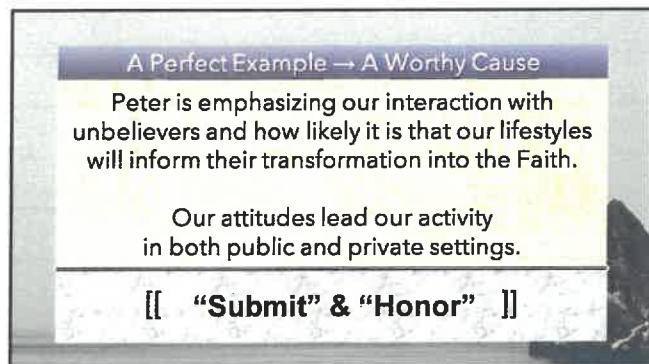 A Perfect Example → A Worthy Cause
Peter is emphasizing our interaction with
unbelievers and how likely it is that our lifestyles
will inform their transformation into the Faith.
Our attitudes lead our activity
in both public and private settings.
[[ “Submit” & “Honor” ]]